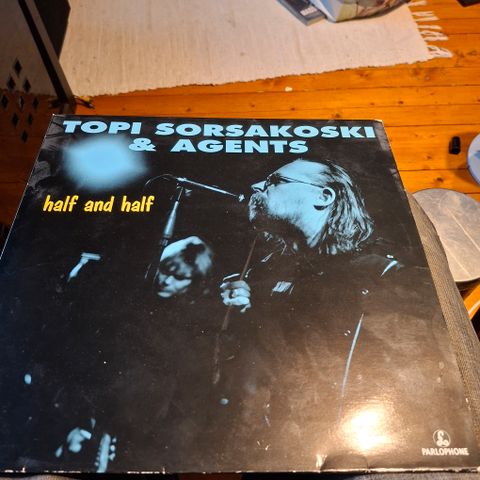 TOPI SORSAKOSKI
& AGENTS
half and half
PARLOPHONE